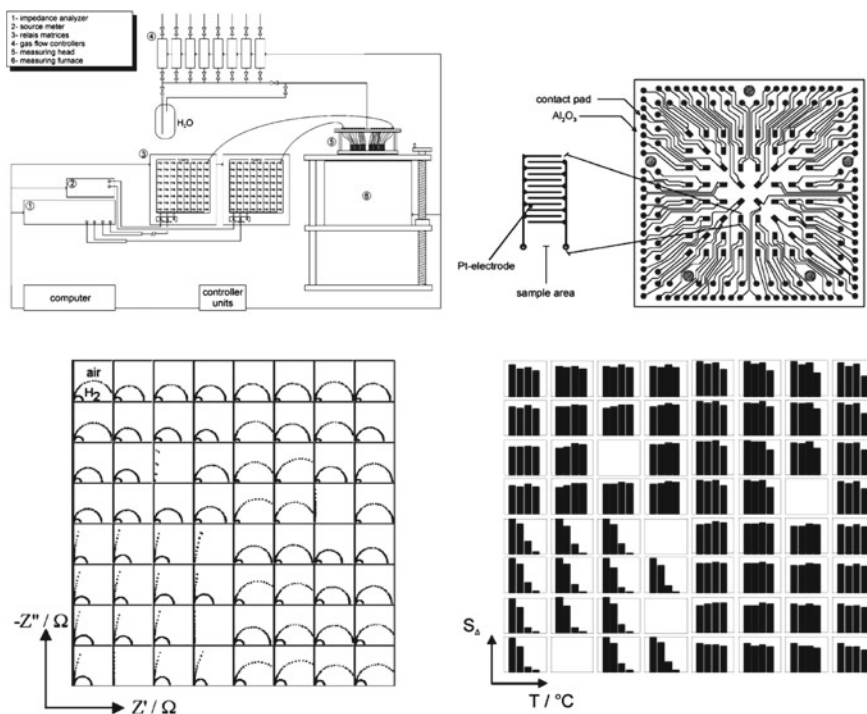 1- impedance analyzer
2- source meter
3- relais matrices
4- gas flow controllers
5- measuring head
6- measuring furnace
4
H₂O
3
5
2
1
6
computer
controller
units
contact pad
Al₂O₃
Pt-electrode
sample area
air
H₂
-Z" / Ω
Z' / Ω
S_Δ
T / °C